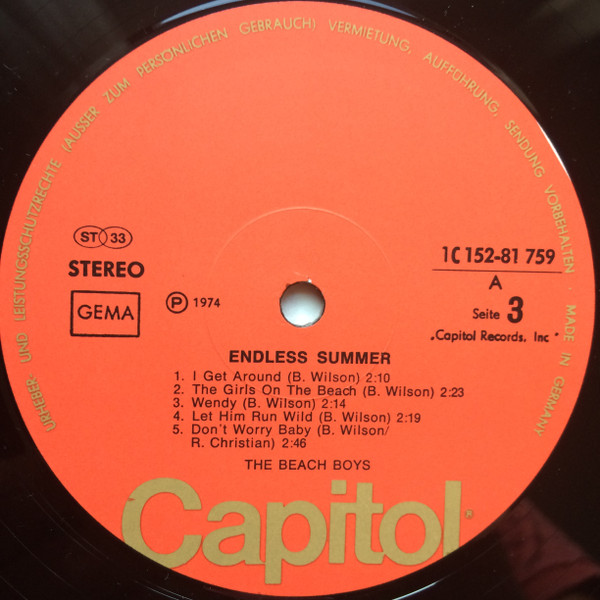 URHEBER- UND LEISTUNGSSCHUTZRECHTE (AUSSER ZUM PERSÖNLICHEN GEBRAUCH) VERMIETUNG, AUFFÜHRUNG, SENDUNG VORBEHALTEN · MADE IN GERMANY
ST 33
STEREO
GEMA
Ⓟ 1974
1C 152-81 759
A
Seite 3
„Capitol Records, Inc"
ENDLESS SUMMER
1. I Get Around (B. Wilson) 2:10
2. The Girls On The Beach (B. Wilson) 2:23
3. Wendy (B. Wilson) 2:14
4. Let Him Run Wild (B. Wilson) 2:19
5. Don't Worry Baby (B. Wilson/
R. Christian) 2:46
THE BEACH BOYS
Capitol®